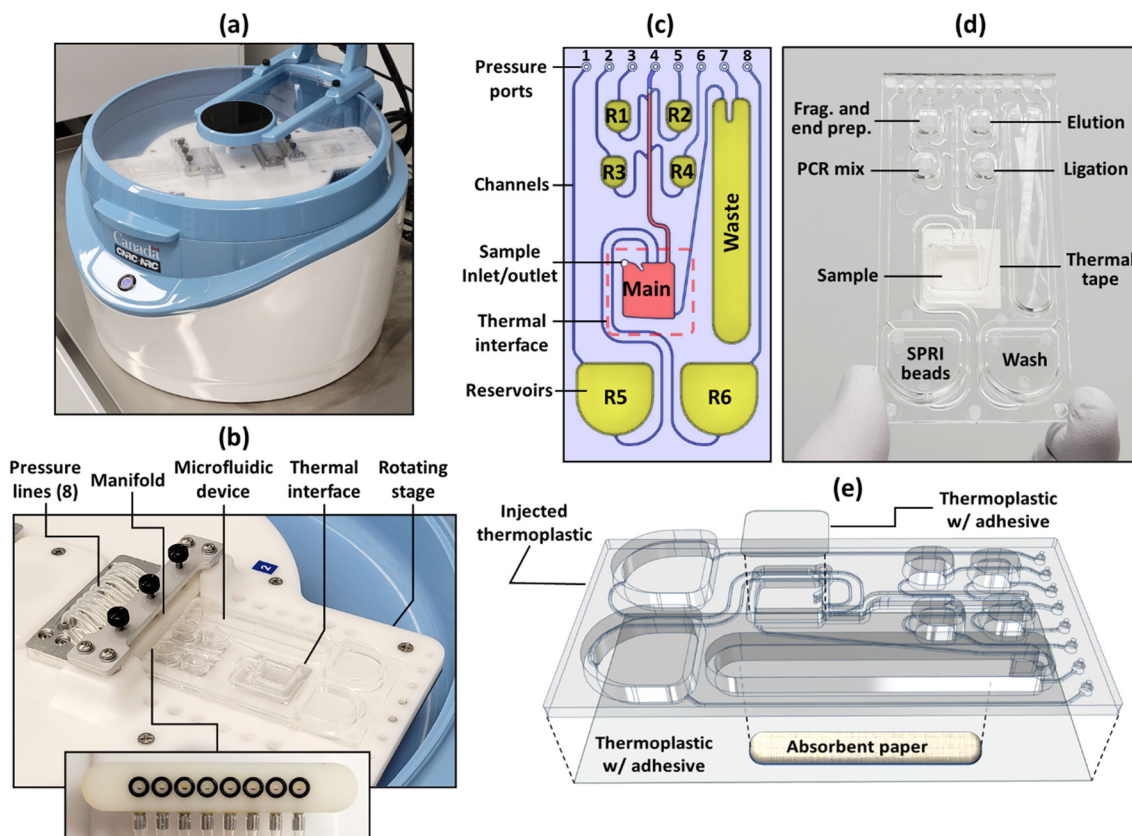 (a)
Canada
CNRC-NRC
(b)
Pressure
lines (8)
Manifold
Microfluidic
device
Thermal
interface
Rotating
stage
2
(c)
1 2 3 4 5 6 7 8
Pressure
ports
R1
R2
R3
R4
Channels
Sample
Inlet/outlet
Main
Waste
Thermal
interface
Reservoirs
R5
R6
(d)
Frag. and
end prep.
Elution
PCR mix
Ligation
Sample
Thermal
tape
SPRI
beads
Wash
(e)
Injected
thermoplastic
Thermoplastic
w/ adhesive
Thermoplastic
w/ adhesive
Absorbent paper